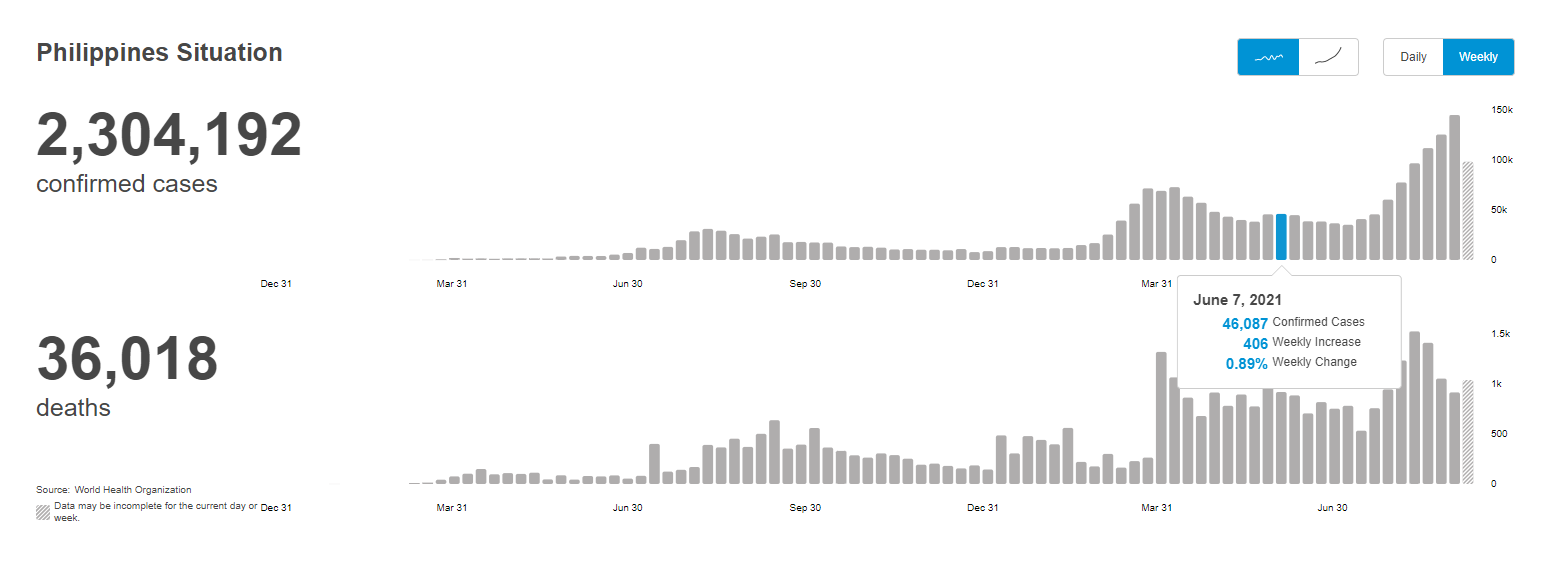 Philippines Situation
Daily
Weekly
2,304,192
confirmed cases
150k
100k
50k
0
Dec 31
Mar 31
Jun 30
Sep 30
Dec 31
Mar 31
June 7, 2021
46,087 Confirmed Cases
406 Weekly Increase
0.89% Weekly Change
36,018
deaths
1.5k
1k
500
0
Source: World Health Organization
Data may be incomplete for the current day or
week.
Dec 31
Mar 31
Jun 30
Sep 30
Dec 31
Mar 31
Jun 30